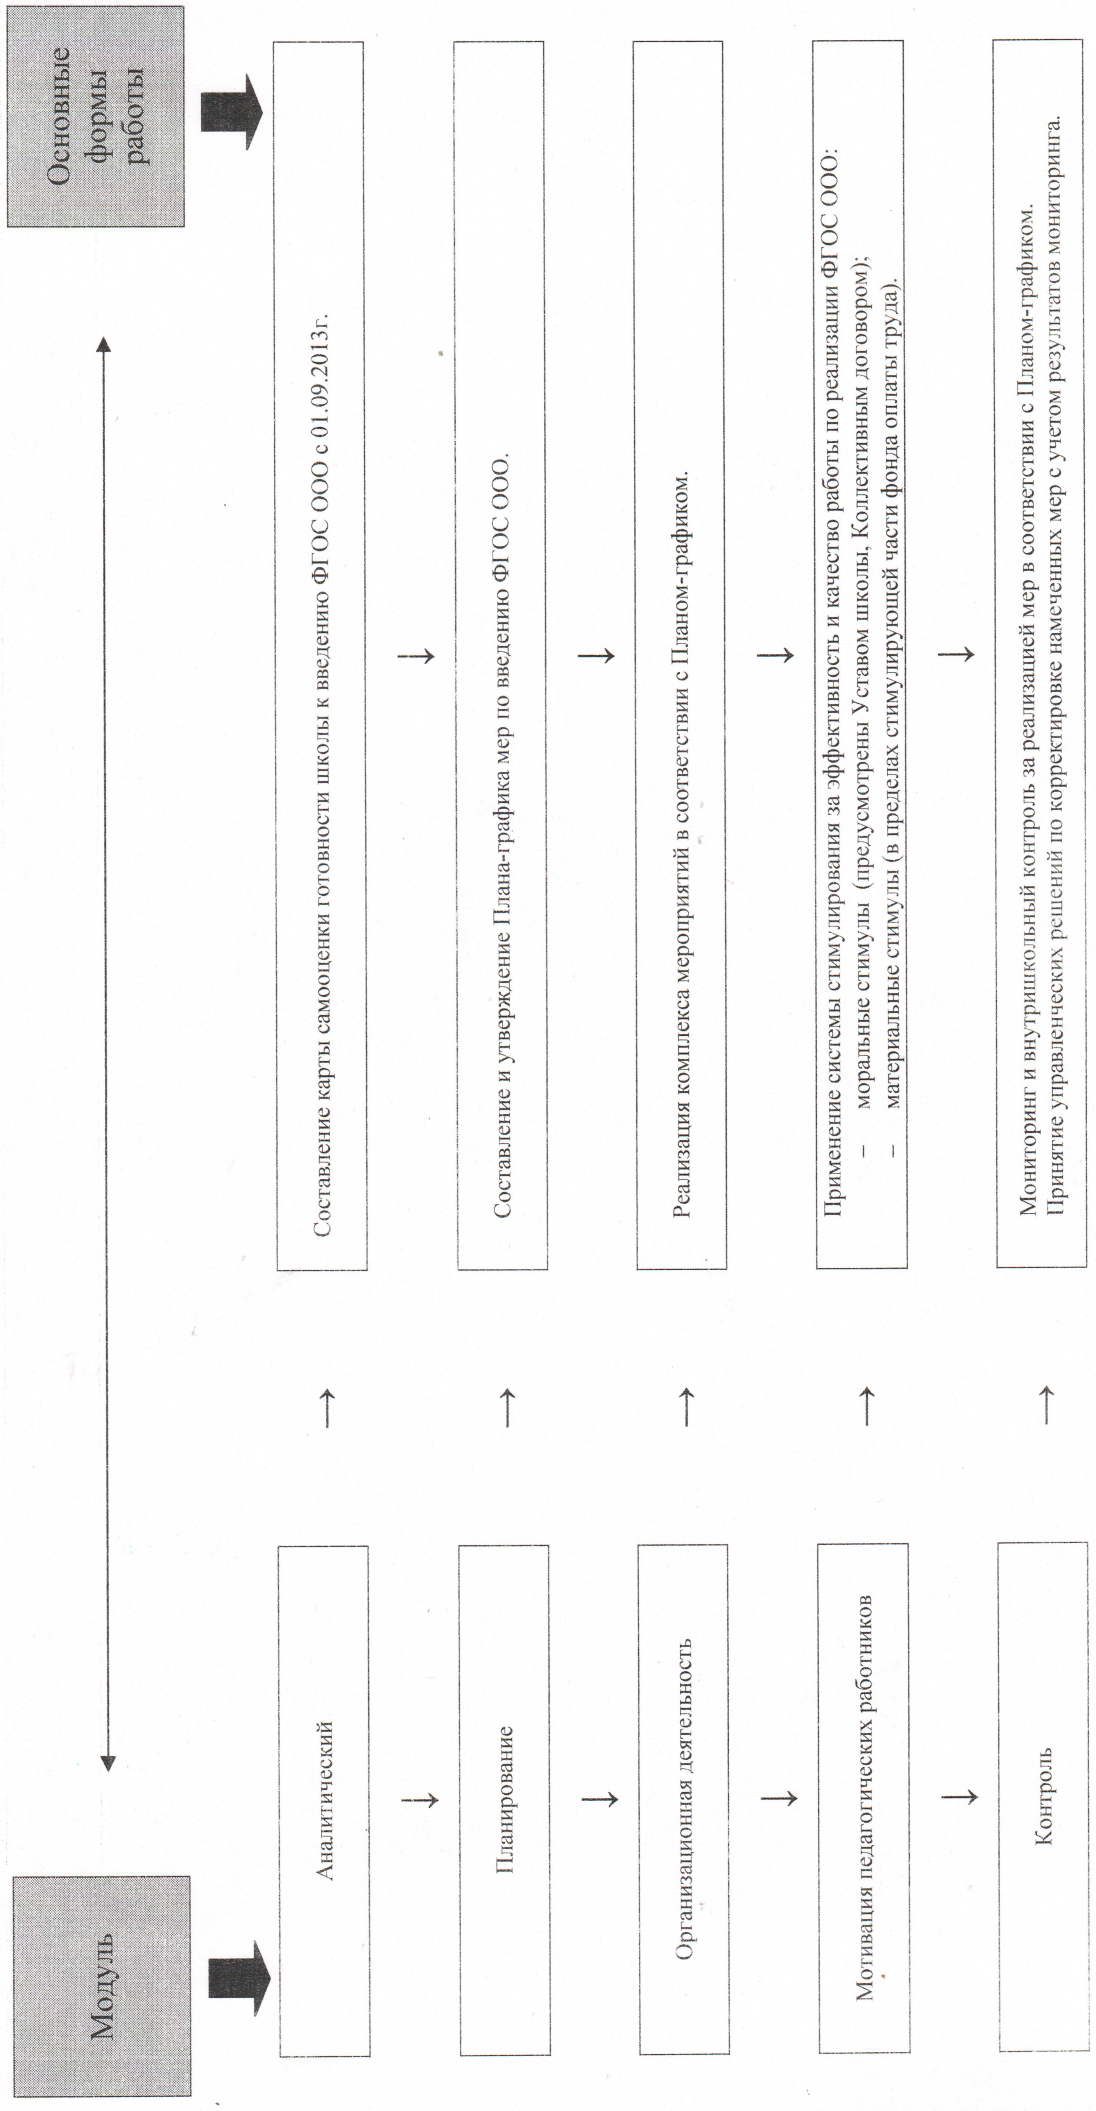 Модуль
Основные
формы
работы
Аналитический
Составление карты самооценки готовности школы к введению ФГОС ООО с 01.09.2013г.
Планирование
Составление и утверждение Плана-графика мер по введению ФГОС ООО.
Организационная деятельность
Реализация комплекса мероприятий в соответствии с Планом-графиком.
Мотивация педагогических работников
Применение системы стимулирования за эффективность и качество работы по реализации ФГОС ООО:
– моральные стимулы (предусмотрены Уставом школы, Коллективным договором);
– материальные стимулы (в пределах стимулирующей части фонда оплаты труда).
Контроль
Мониторинг и внутришкольный контроль за реализацией мер в соответствии с Планом-графиком.
Принятие управленческих решений по корректировке намеченных мер с учетом результатов мониторинга.